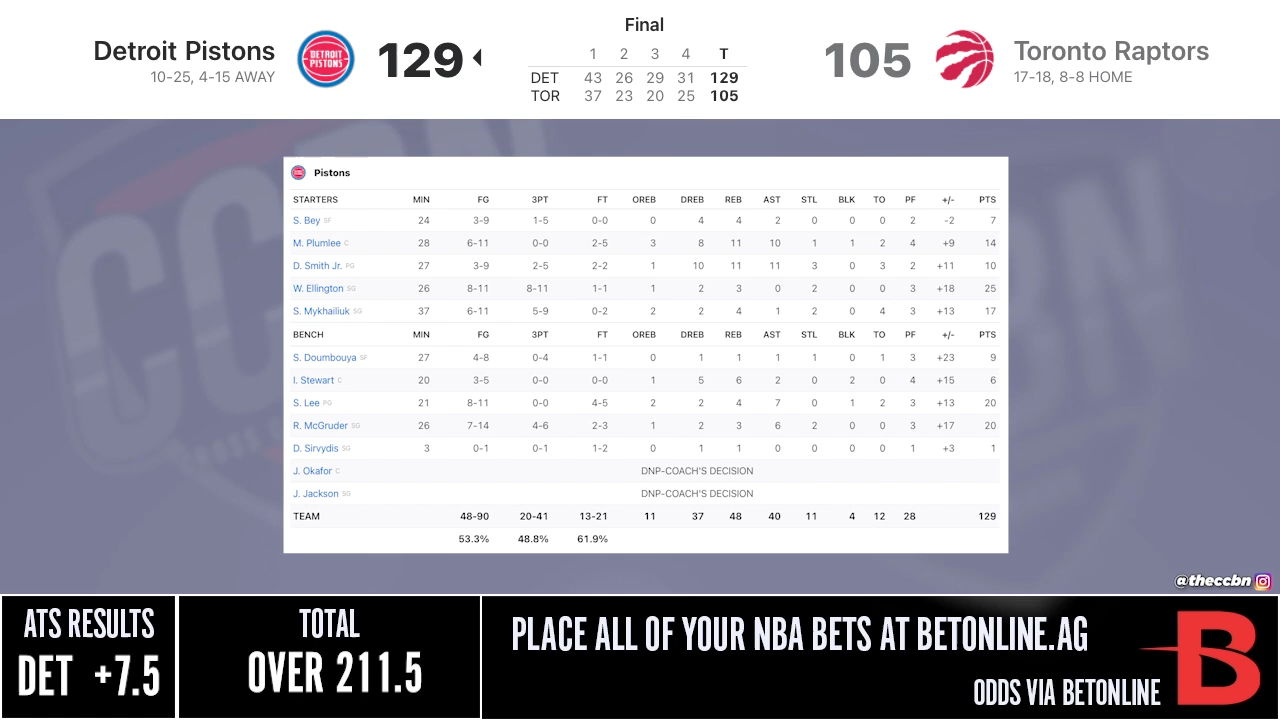 Final
Detroit Pistons
10-25, 4-15 AWAY
DETROIT PISTONS
129
1 2 3 4 T
DET 43 26 29 31 129
TOR 37 23 20 25 105
105
Toronto Raptors
17-18, 8-8 HOME
CCBN
Pistons
STARTERS MIN FG 3PT FT OREB DREB REB AST STL BLK TO PF +/- PTS
S. Bey SF 24 3-9 1-5 0-0 0 4 4 2 0 0 0 2 -2 7
M. Plumlee C 28 6-11 0-0 2-5 3 8 11 10 1 1 2 4 +9 14
D. Smith Jr. PG 27 3-9 2-5 2-2 1 10 11 11 3 0 3 2 +11 10
W. Ellington SG 26 8-11 8-11 1-1 1 2 3 0 2 0 0 3 +18 25
S. Mykhailiuk SG 37 6-11 5-9 0-2 2 2 4 1 2 0 4 3 +13 17
BENCH MIN FG 3PT FT OREB DREB REB AST STL BLK TO PF +/- PTS
S. Doumbouya SF 27 4-8 0-4 1-1 0 1 1 1 1 0 1 3 +23 9
I. Stewart C 20 3-5 0-0 0-0 1 5 6 2 0 2 0 4 +15 6
S. Lee PG 21 8-11 0-0 4-5 2 2 4 7 0 1 2 3 +13 20
R. McGruder SG 26 7-14 4-6 2-3 1 2 3 6 2 0 0 3 +17 20
D. Sirvydis SG 3 0-1 0-1 1-2 0 1 1 0 0 0 0 1 +3 1
J. Okafor C DNP-COACH'S DECISION
J. Jackson SG DNP-COACH'S DECISION
TEAM 48-90 20-41 13-21 11 37 48 40 11 4 12 28 129
53.3% 48.8% 61.9%
@theccbn
ATS RESULTS
DET +7.5
TOTAL
OVER 211.5
PLACE ALL OF YOUR NBA BETS AT BETONLINE.AG
ODDS VIA BETONLINE
B